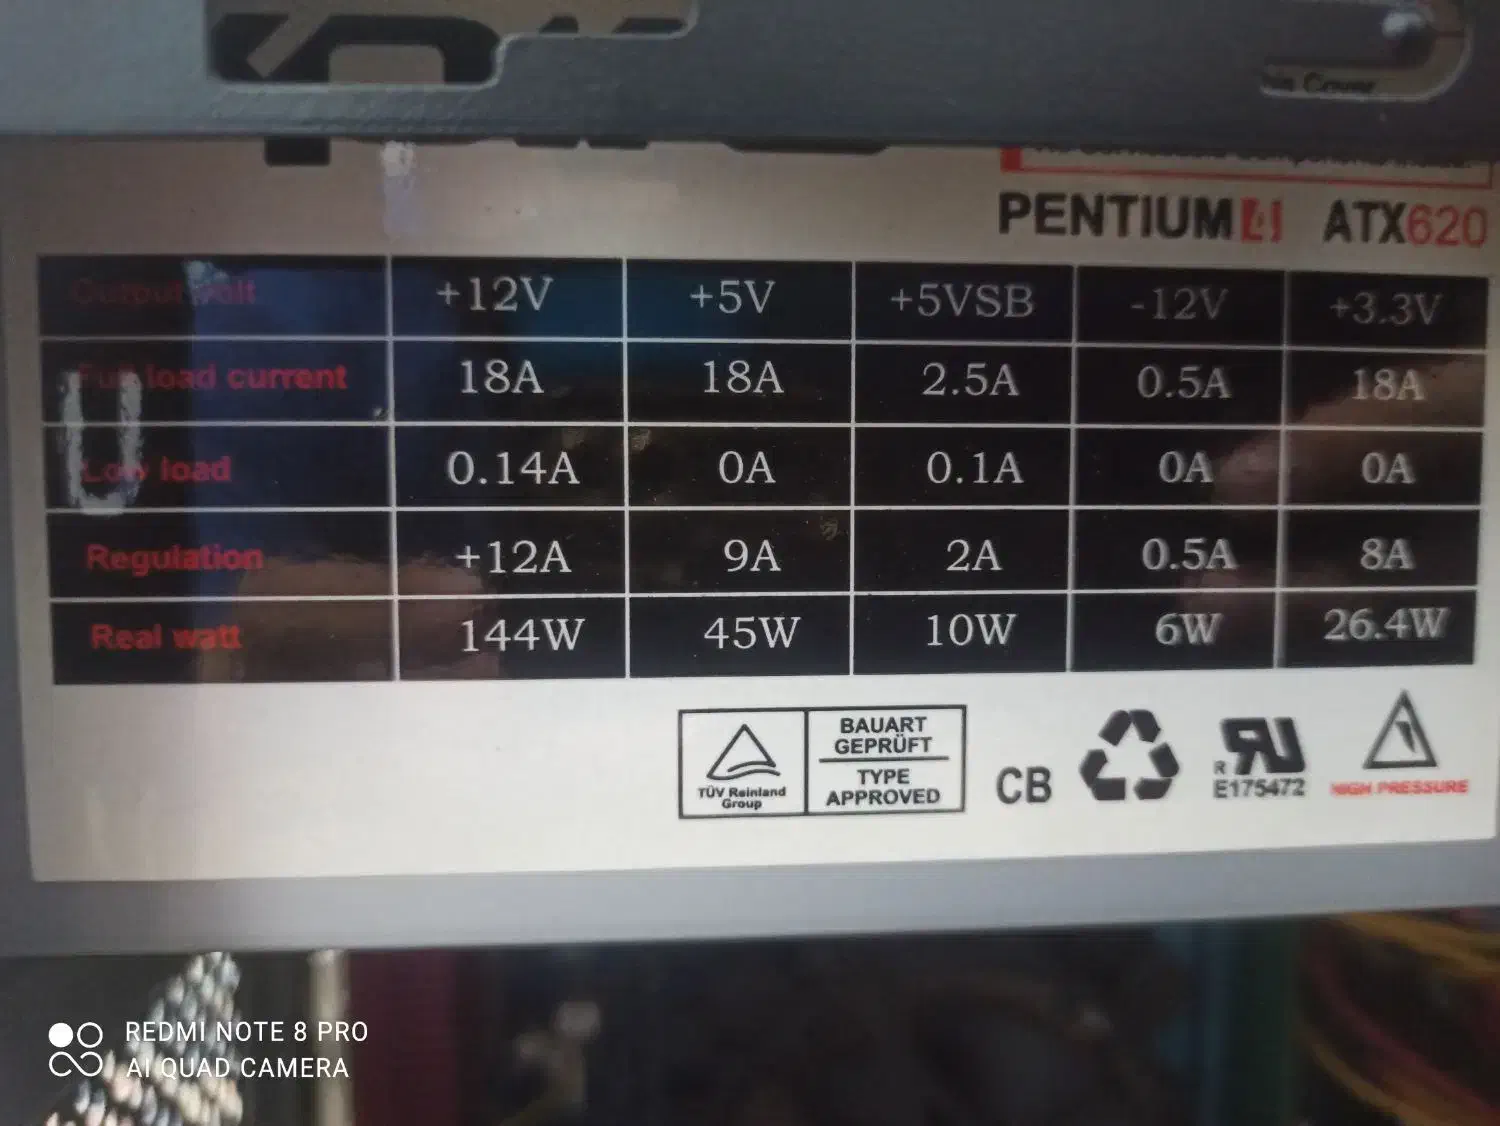 PENTIUM4 ATX620
Output volt +12V +5V +5VSB -12V +3.3V
Full load current 18A 18A 2.5A 0.5A 18A
Low load 0.14A 0A 0.1A 0A 0A
Regulation +12A 9A 2A 0.5A 8A
Real watt 144W 45W 10W 6W 26.4W
BAUART
GEPRÜFT
TYPE
APPROVED
TÜV Reinland
Group
CB
R
E175472
HIGH PRESSURE
U
REDMI NOTE 8 PRO
AI QUAD CAMERA